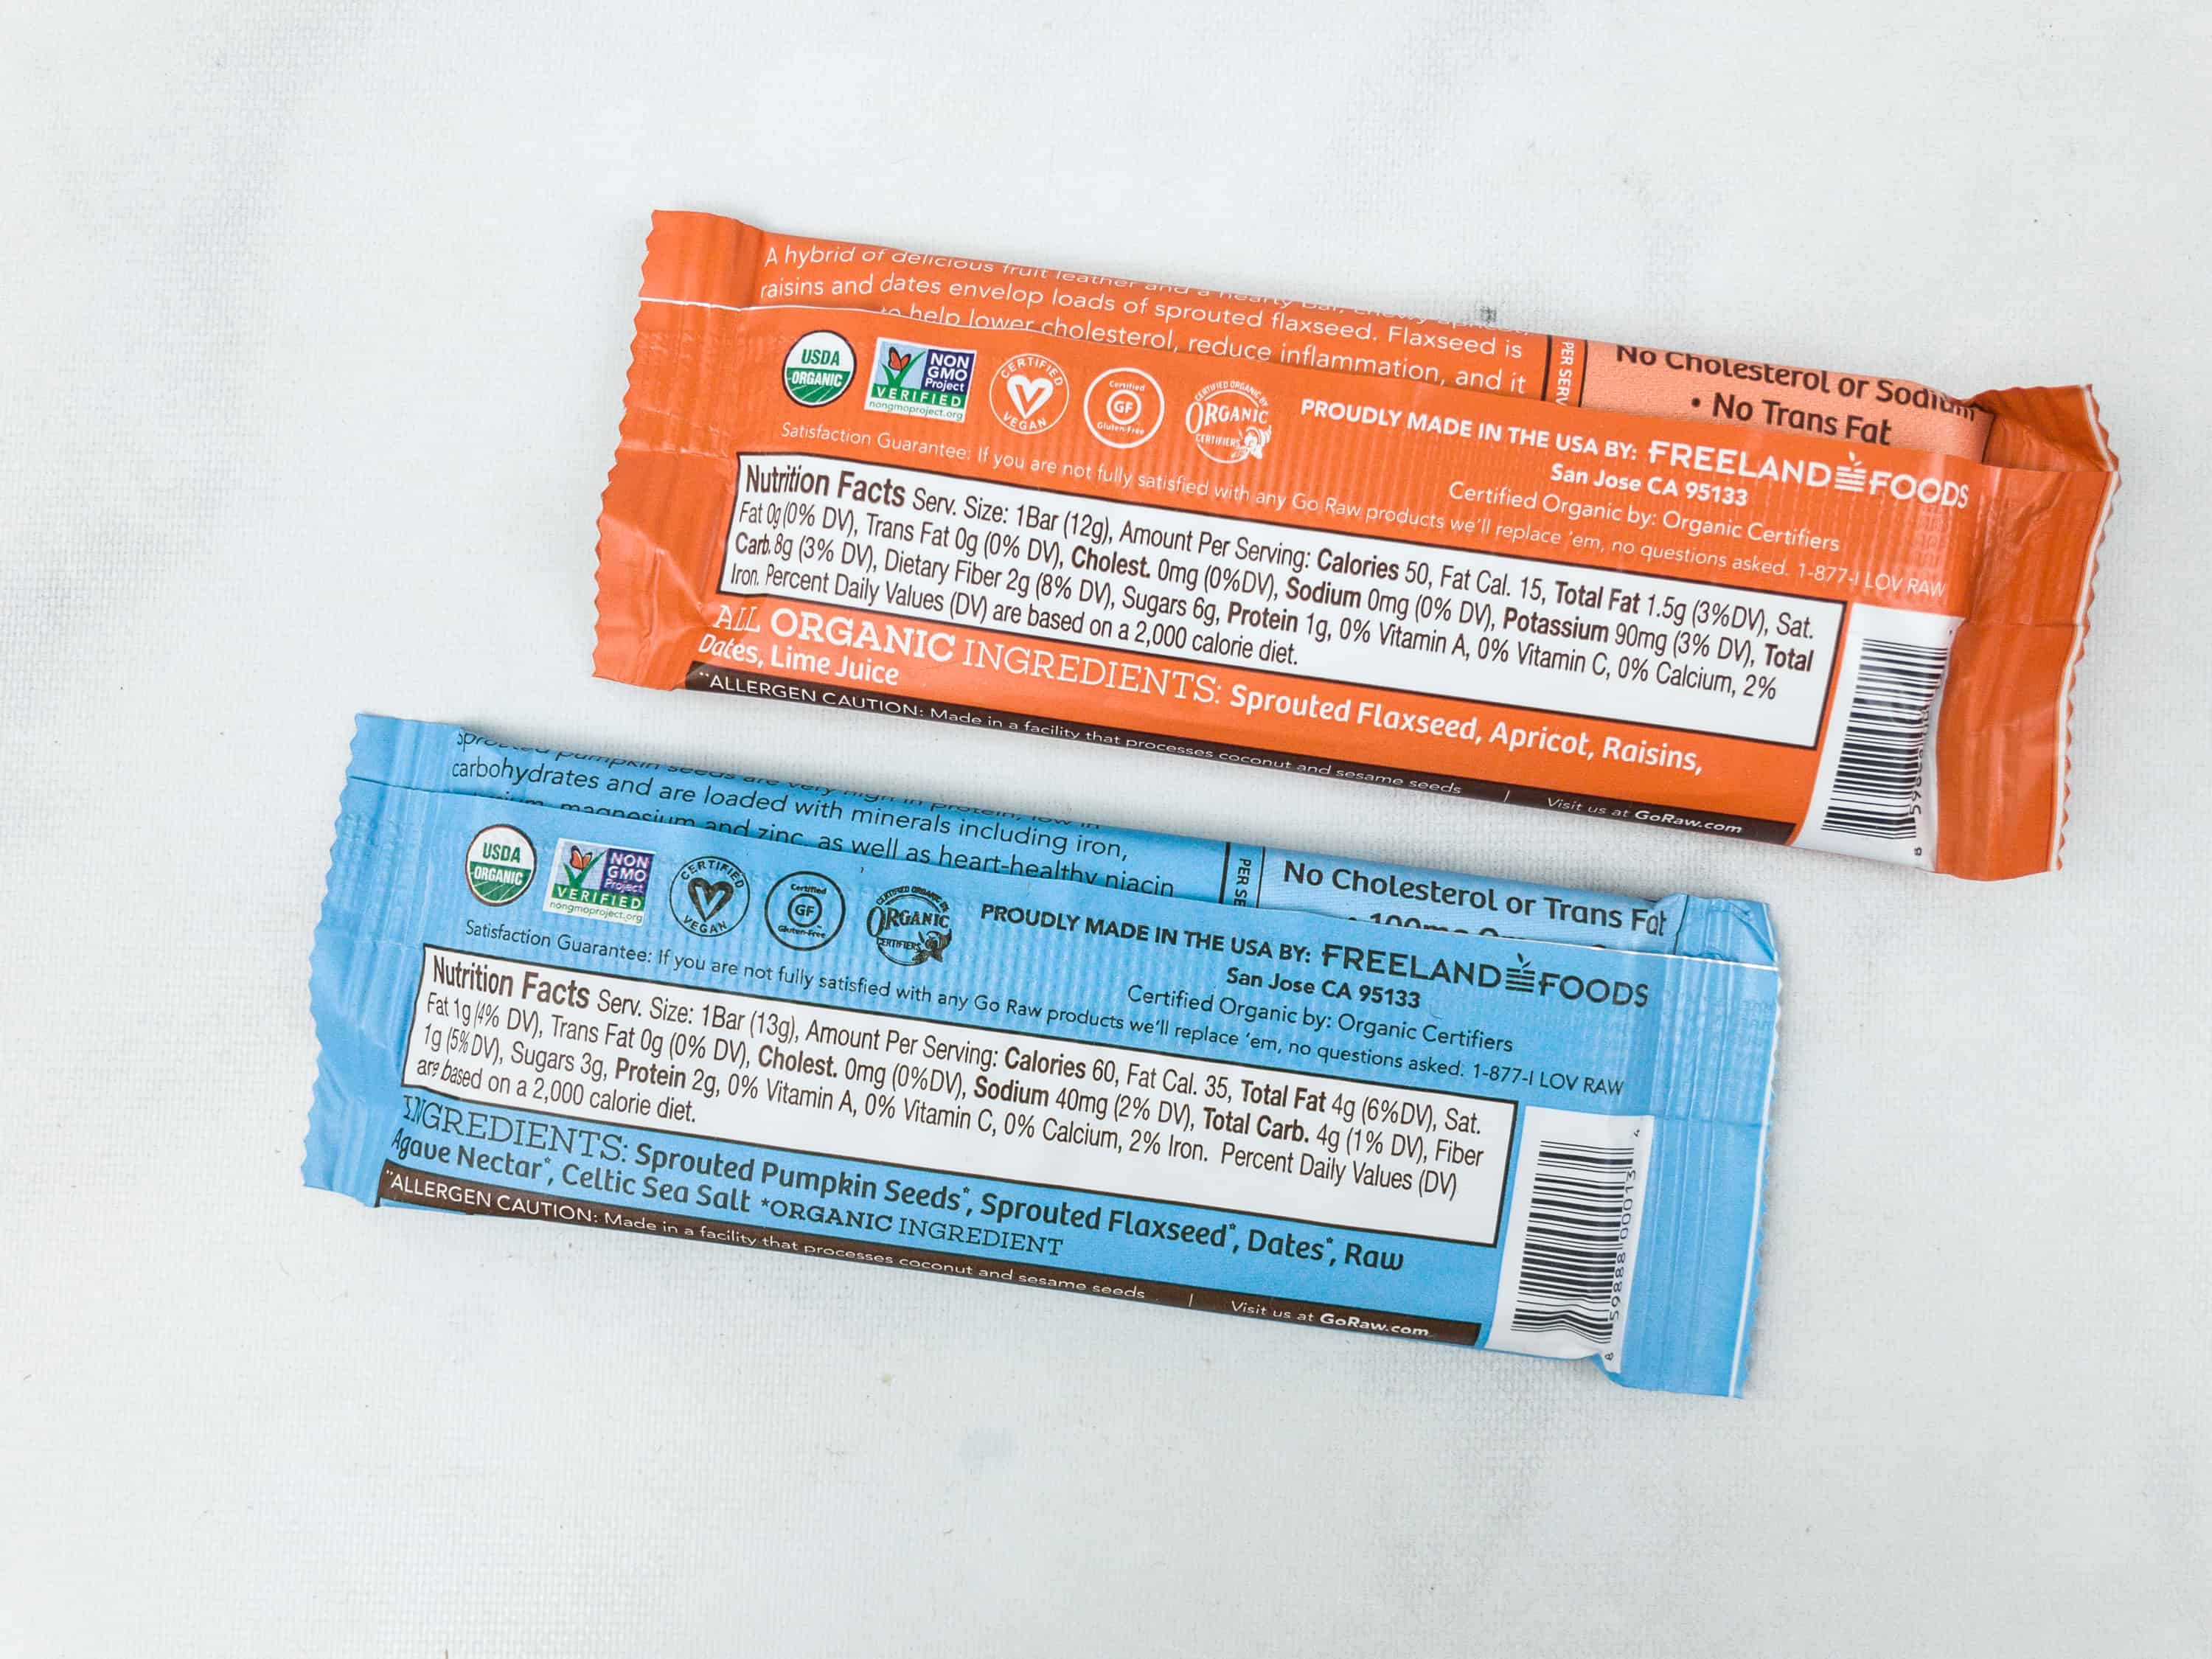 A hybrid of delicious fruit leather and a hearty bar, chewy apricot,
raisins and dates envelop loads of sprouted flaxseed. Flaxseed is
to help lower cholesterol, reduce inflammation, and it
PER SERV
No Cholesterol or Sodium
• No Trans Fat
USDA
ORGANIC
NON
GMO
Project
VERIFIED
nongmoproject.org
CERTIFIED
VEGAN
Certified
GF
Gluten-Free
CERTIFIED ORGANIC BY
ORGANIC
CERTIFIERS
PROUDLY MADE IN THE USA BY: FREELAND FOODS
San Jose CA 95133
Certified Organic by: Organic Certifiers
Satisfaction Guarantee: If you are not fully satisfied with any Go Raw products we'll replace 'em, no questions asked. 1-877-I LOV RAW
Nutrition Facts Serv. Size: 1Bar (12g), Amount Per Serving: Calories 50, Fat Cal. 15, Total Fat 1.5g (3%DV), Sat.
Fat 0g (0% DV), Trans Fat 0g (0% DV), Cholest. 0mg (0%DV), Sodium 0mg (0% DV), Potassium 90mg (3% DV), Total
Carb. 8g (3% DV), Dietary Fiber 2g (8% DV), Sugars 6g, Protein 1g, 0% Vitamin A, 0% Vitamin C, 0% Calcium, 2%
Iron. Percent Daily Values (DV) are based on a 2,000 calorie diet.
ALL ORGANIC INGREDIENTS: Sprouted Flaxseed, Apricot, Raisins,
Dates, Lime Juice
**ALLERGEN CAUTION: Made in a facility that processes coconut and sesame seeds | Visit us at GoRaw.com
Sprouted pumpkin seeds are very high in protein, low in
carbohydrates and are loaded with minerals including iron,
magnesium and zinc, as well as heart-healthy niacin
PER SE
No Cholesterol or Trans Fat
USDA
ORGANIC
NON
GMO
Project
VERIFIED
nongmoproject.org
CERTIFIED
VEGAN
Certified
GF
Gluten-Free
CERTIFIED ORGANIC BY
ORGANIC
CERTIFIERS
PROUDLY MADE IN THE USA BY: FREELAND FOODS
San Jose CA 95133
Certified Organic by: Organic Certifiers
Satisfaction Guarantee: If you are not fully satisfied with any Go Raw products we'll replace 'em, no questions asked. 1-877-I LOV RAW
Nutrition Facts Serv. Size: 1Bar (13g), Amount Per Serving: Calories 60, Fat Cal. 35, Total Fat 4g (6%DV), Sat.
Fat 1g (4% DV), Trans Fat 0g (0% DV), Cholest. 0mg (0%DV), Sodium 40mg (2% DV), Total Carb. 4g (1% DV), Fiber
1g (5%DV), Sugars 3g, Protein 2g, 0% Vitamin A, 0% Vitamin C, 0% Calcium, 2% Iron. Percent Daily Values (DV)
are based on a 2,000 calorie diet.
INGREDIENTS: Sprouted Pumpkin Seeds*, Sprouted Flaxseed*, Dates*, Raw
Agave Nectar*, Celtic Sea Salt *ORGANIC INGREDIENT
**ALLERGEN CAUTION: Made in a facility that processes coconut and sesame seeds | Visit us at GoRaw.com
8 59888 00013 4